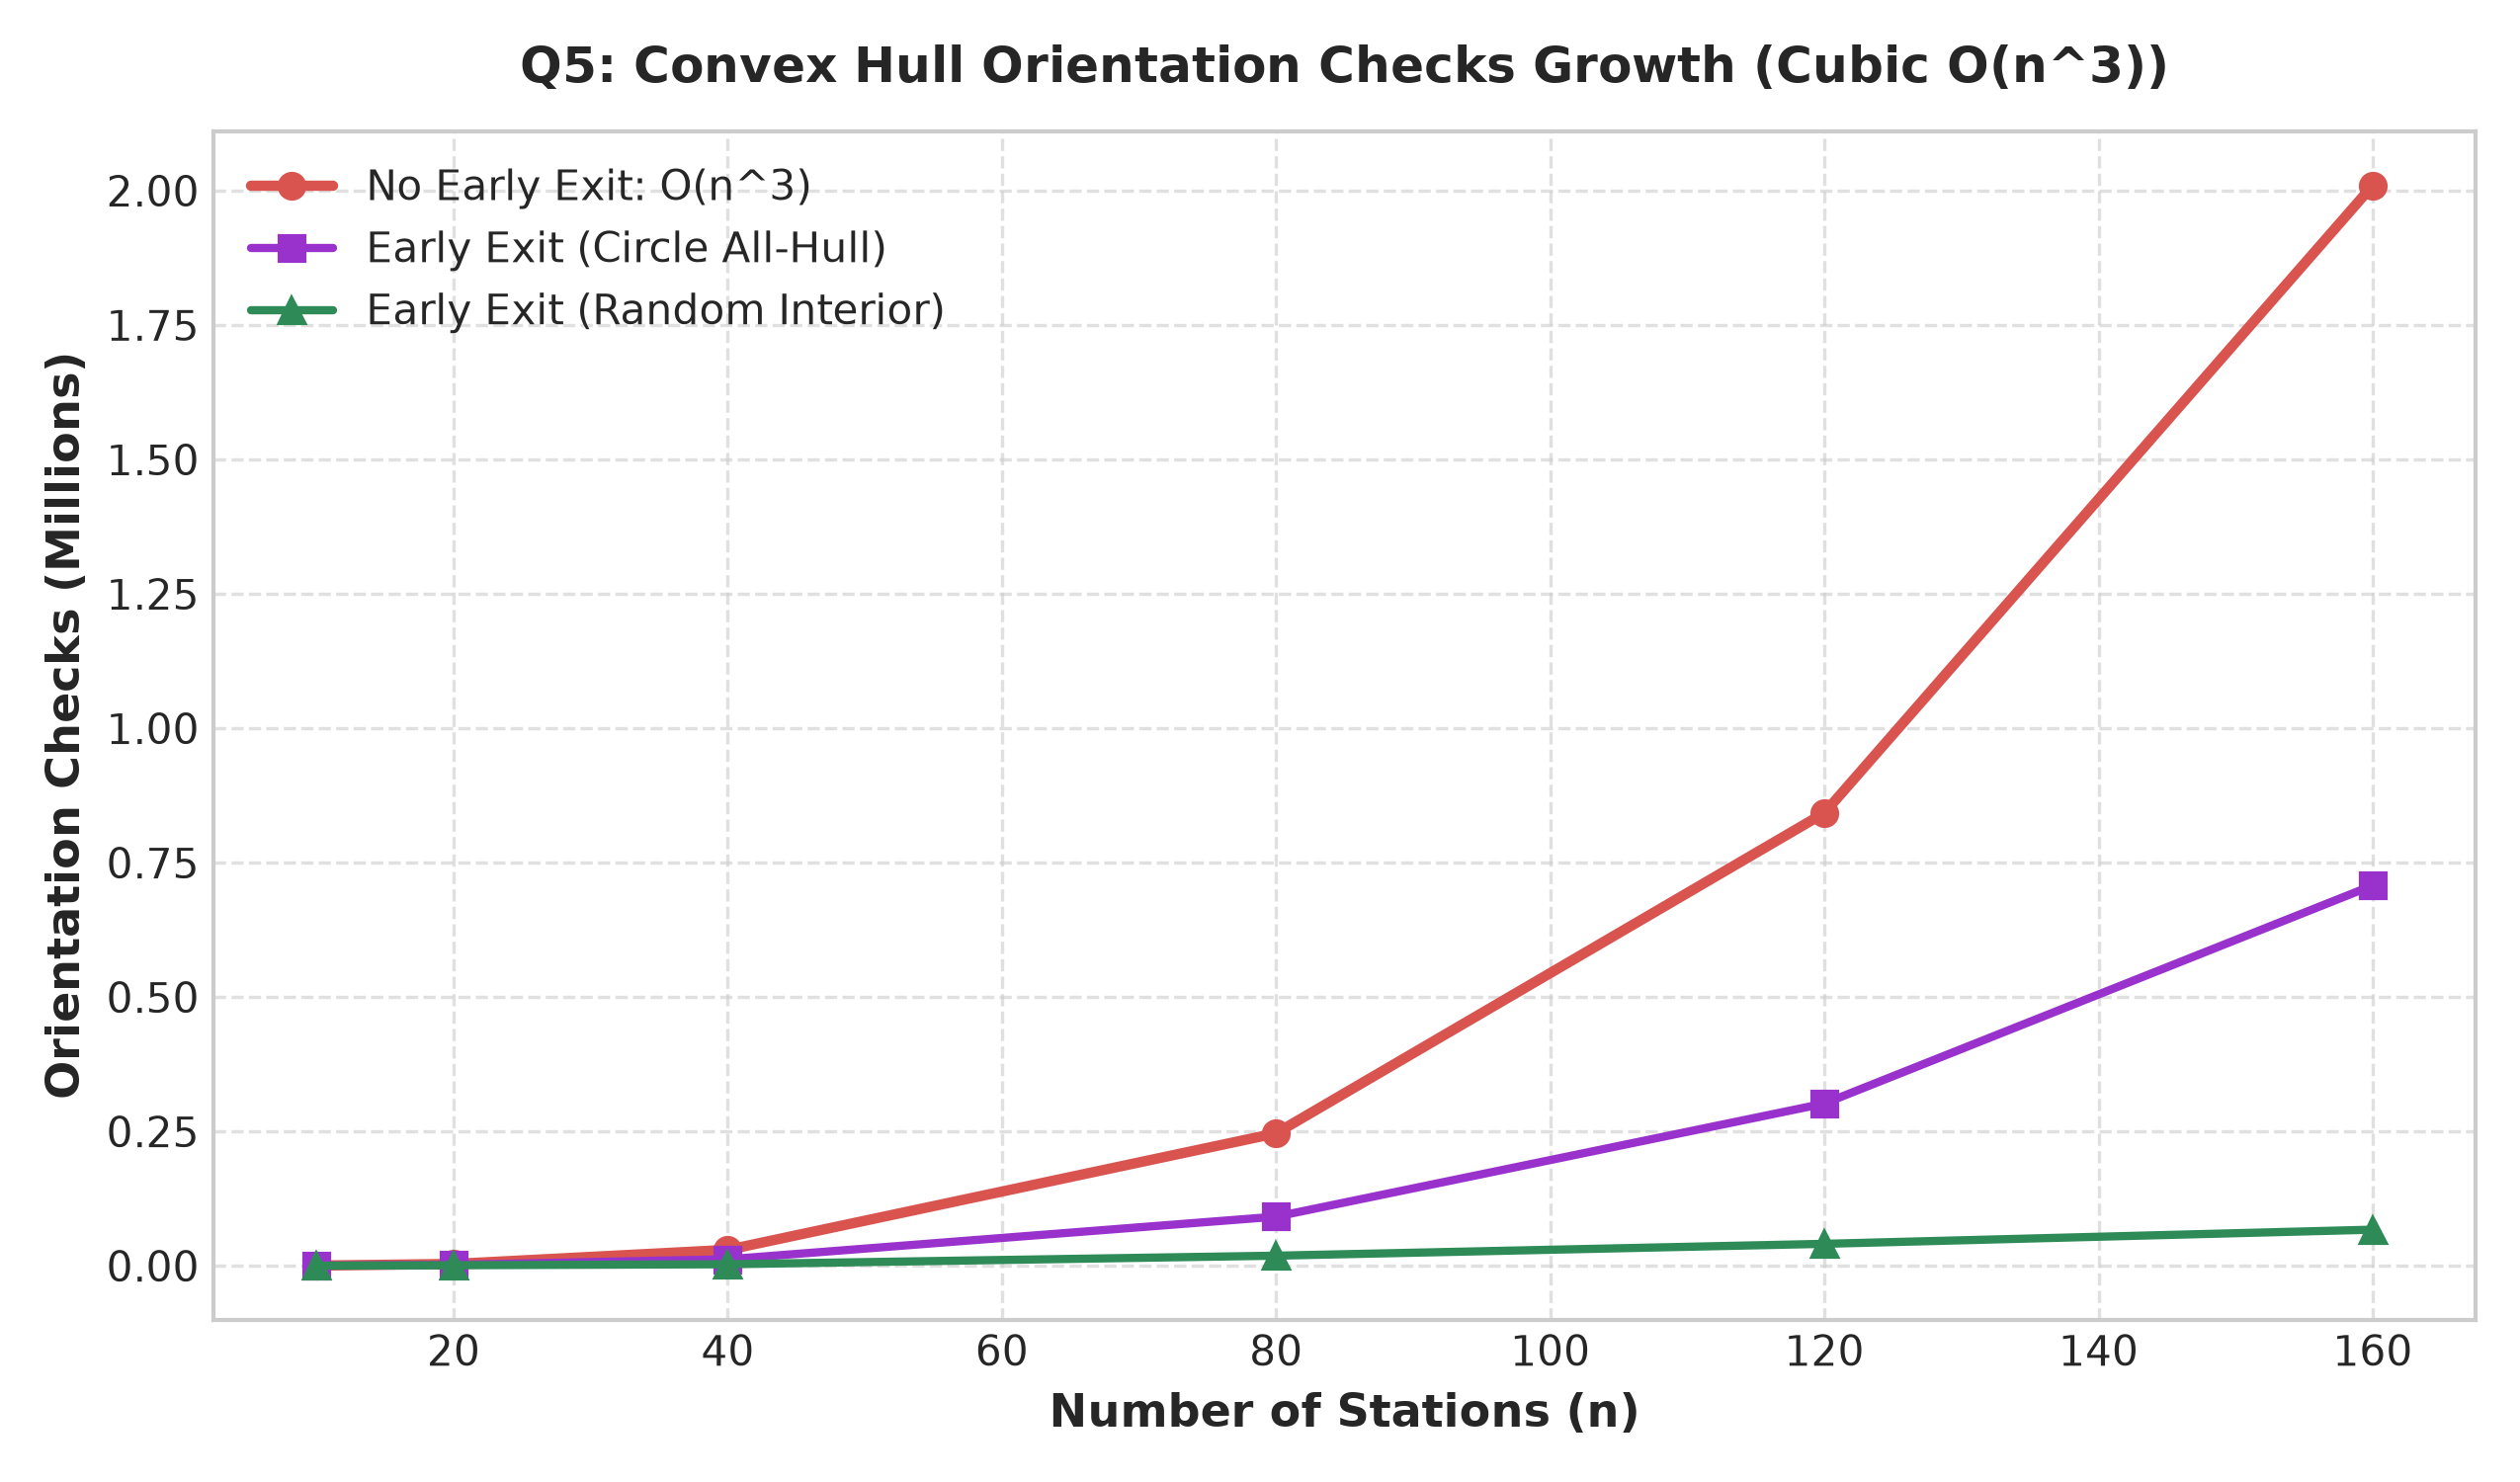 Q5: Convex Hull Orientation Checks Growth (Cubic O(n^3))
No Early Exit: O(n^3)
Early Exit (Circle All-Hull)
Early Exit (Random Interior)
Orientation Checks (Millions)
2.00
1.75
1.50
1.25
1.00
0.75
0.50
0.25
0.00
20 40 60 80 100 120 140 160
Number of Stations (n)